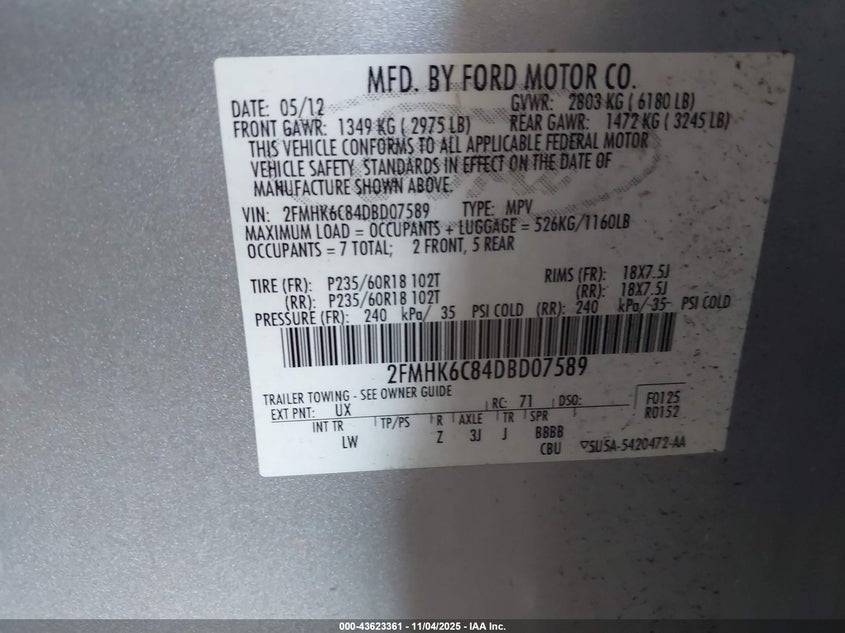 MFD. BY FORD MOTOR CO.
DATE: 05/12 GVWR: 2803 KG ( 6180 LB)
FRONT GAWR: 1349 KG ( 2975 LB) REAR GAWR: 1472 KG ( 3245 LB)
THIS VEHICLE CONFORMS TO ALL APPLICABLE FEDERAL MOTOR
VEHICLE SAFETY STANDARDS IN EFFECT ON THE DATE OF
MANUFACTURE SHOWN ABOVE.
VIN: 2FMHK6C84DBD07589 TYPE: MPV
MAXIMUM LOAD = OCCUPANTS + LUGGAGE = 526KG/1160LB
OCCUPANTS = 7 TOTAL; 2 FRONT, 5 REAR
TIRE (FR): P235/60R18 102T RIMS (FR): 18X7.5J
(RR): P235/60R18 102T (RR): 18X7.5J
PRESSURE (FR): 240 kPa/ 35 PSI COLD (RR): 240 kPa/ 35 PSI COLD
2FMHK6C84DBD07589
TRAILER TOWING - SEE OWNER GUIDE
EXT PNT: UX RC: 71 DSO: F0125
R0152
INT TR TP/PS R AXLE TR SPR
LW Z 3J J BBBB
CBU 5U5A-5420472-AA
000-43623361 - 11/04/2025 - IAA Inc.